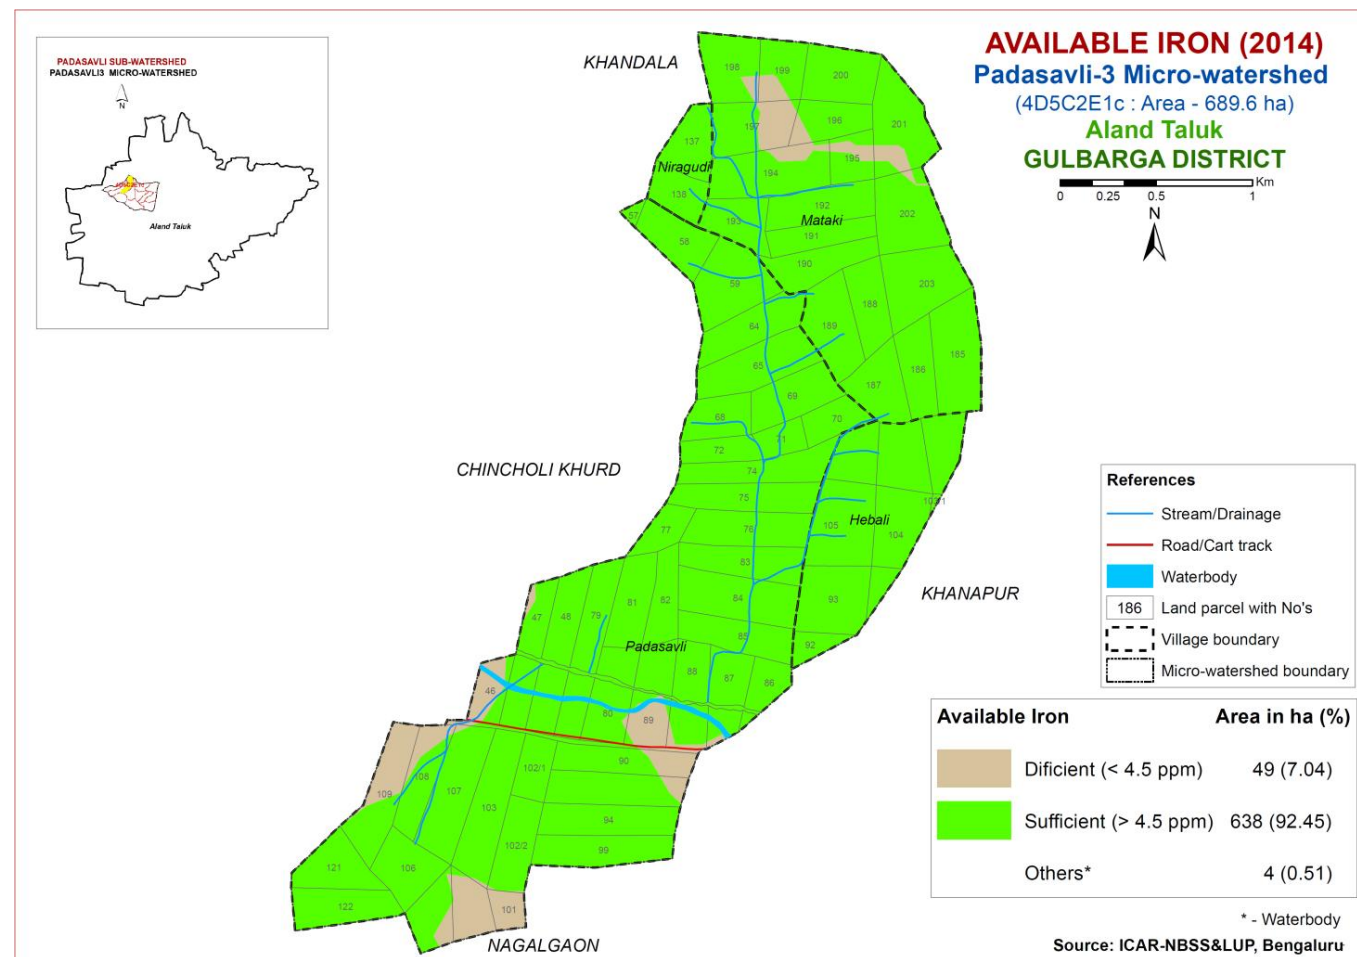 PADASAVLI SUB-WATERSHED
PADASAVLI3 MICRO-WATERSHED
N
4D5C2E1c
Aland Taluk
AVAILABLE IRON (2014)
Padasavli-3 Micro-watershed
(4D5C2E1c : Area - 689.6 ha)
Aland Taluk
GULBARGA DISTRICT
Km
0 0.25 0.5 1
N
KHANDALA
198
199
200
197
196
201
137
195
Niragudi
194
138
192
202
57
193
Mataki
191
58
190
59
203
188
64
189
185
65
186
187
69
68
70
71
72
CHINCHOLI KHURD
74
75
103/1
105
Hebali
76
77
104
83
KHANAPUR
84
93
81
82
79
48
47
85
Padasavli
92
88
87
86
46
80
89
90
102/1
108
107
109
103
94
102/2
99
121
106
122
101
NAGALGAON
References
Stream/Drainage
Road/Cart track
Waterbody
186 Land parcel with No's
Village boundary
Micro-watershed boundary
Available Iron Area in ha (%)
Dificient (< 4.5 ppm) 49 (7.04)
Sufficient (> 4.5 ppm) 638 (92.45)
Others* 4 (0.51)
* - Waterbody
Source: ICAR-NBSS&LUP, Bengaluru